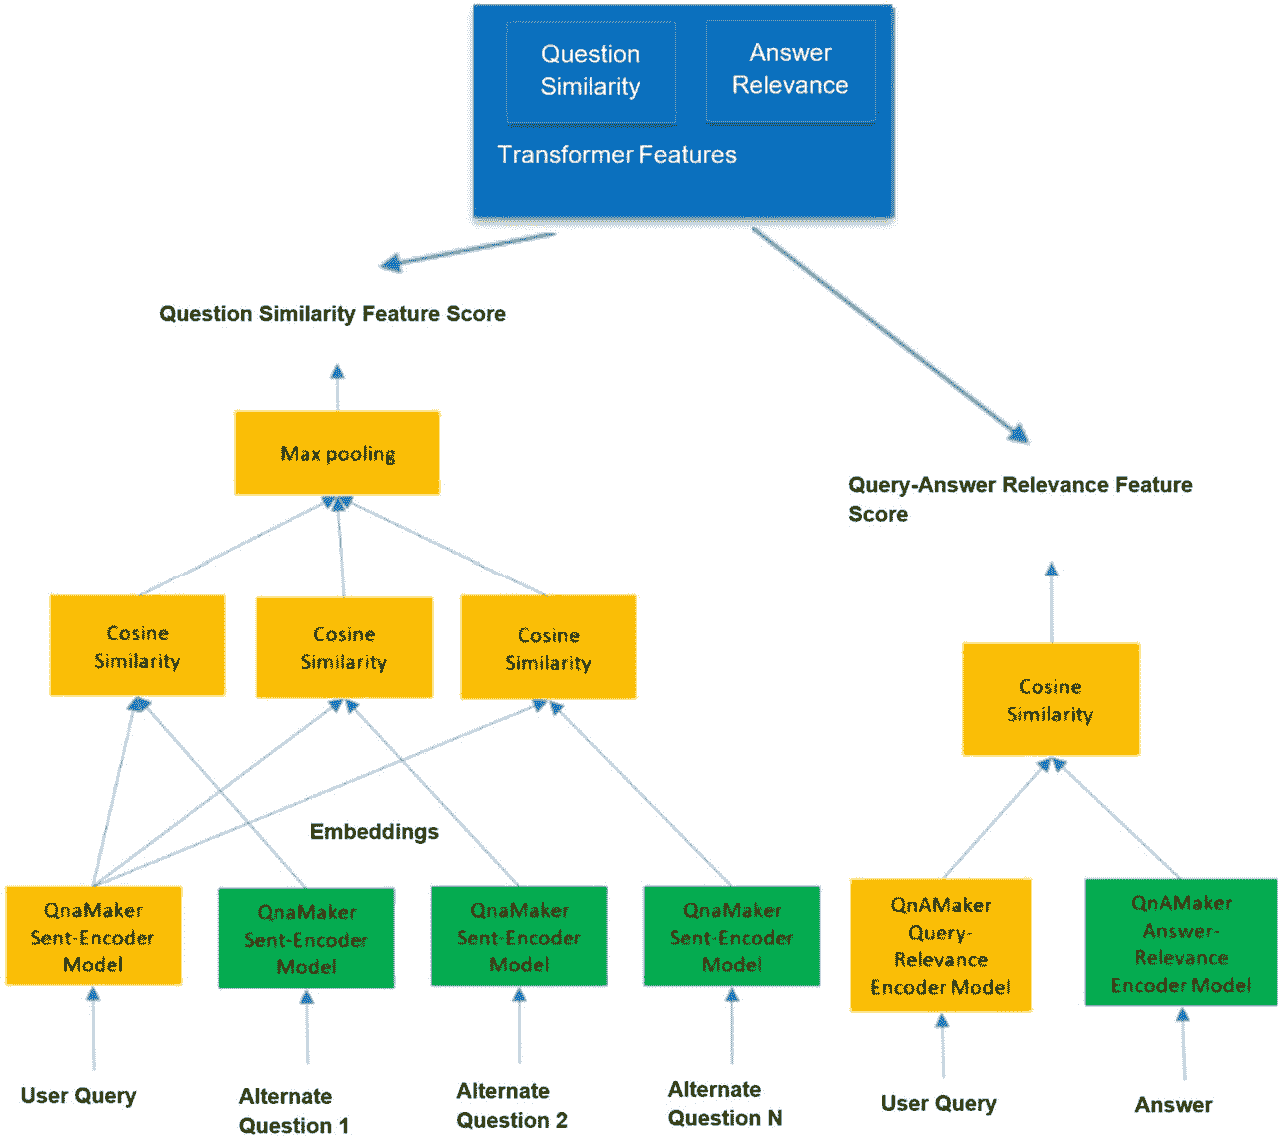 Question
Similarity
Answer
Relevance
Transformer Features
Question Similarity Feature Score
Max pooling
Query-Answer Relevance Feature
Score
Cosine
Similarity
Cosine
Similarity
Cosine
Similarity
Cosine
Similarity
Embeddings
QnaMaker
Sent-Encoder
Model
QnaMaker
Sent-Encoder
Model
QnaMaker
Sent-Encoder
Model
QnaMaker
Sent-Encoder
Model
QnAMaker
Query-
Relevance
Encoder Model
QnAMaker
Answer-
Relevance
Encoder Model
User Query
Alternate
Question 1
Alternate
Question 2
Alternate
Question N
User Query
Answer